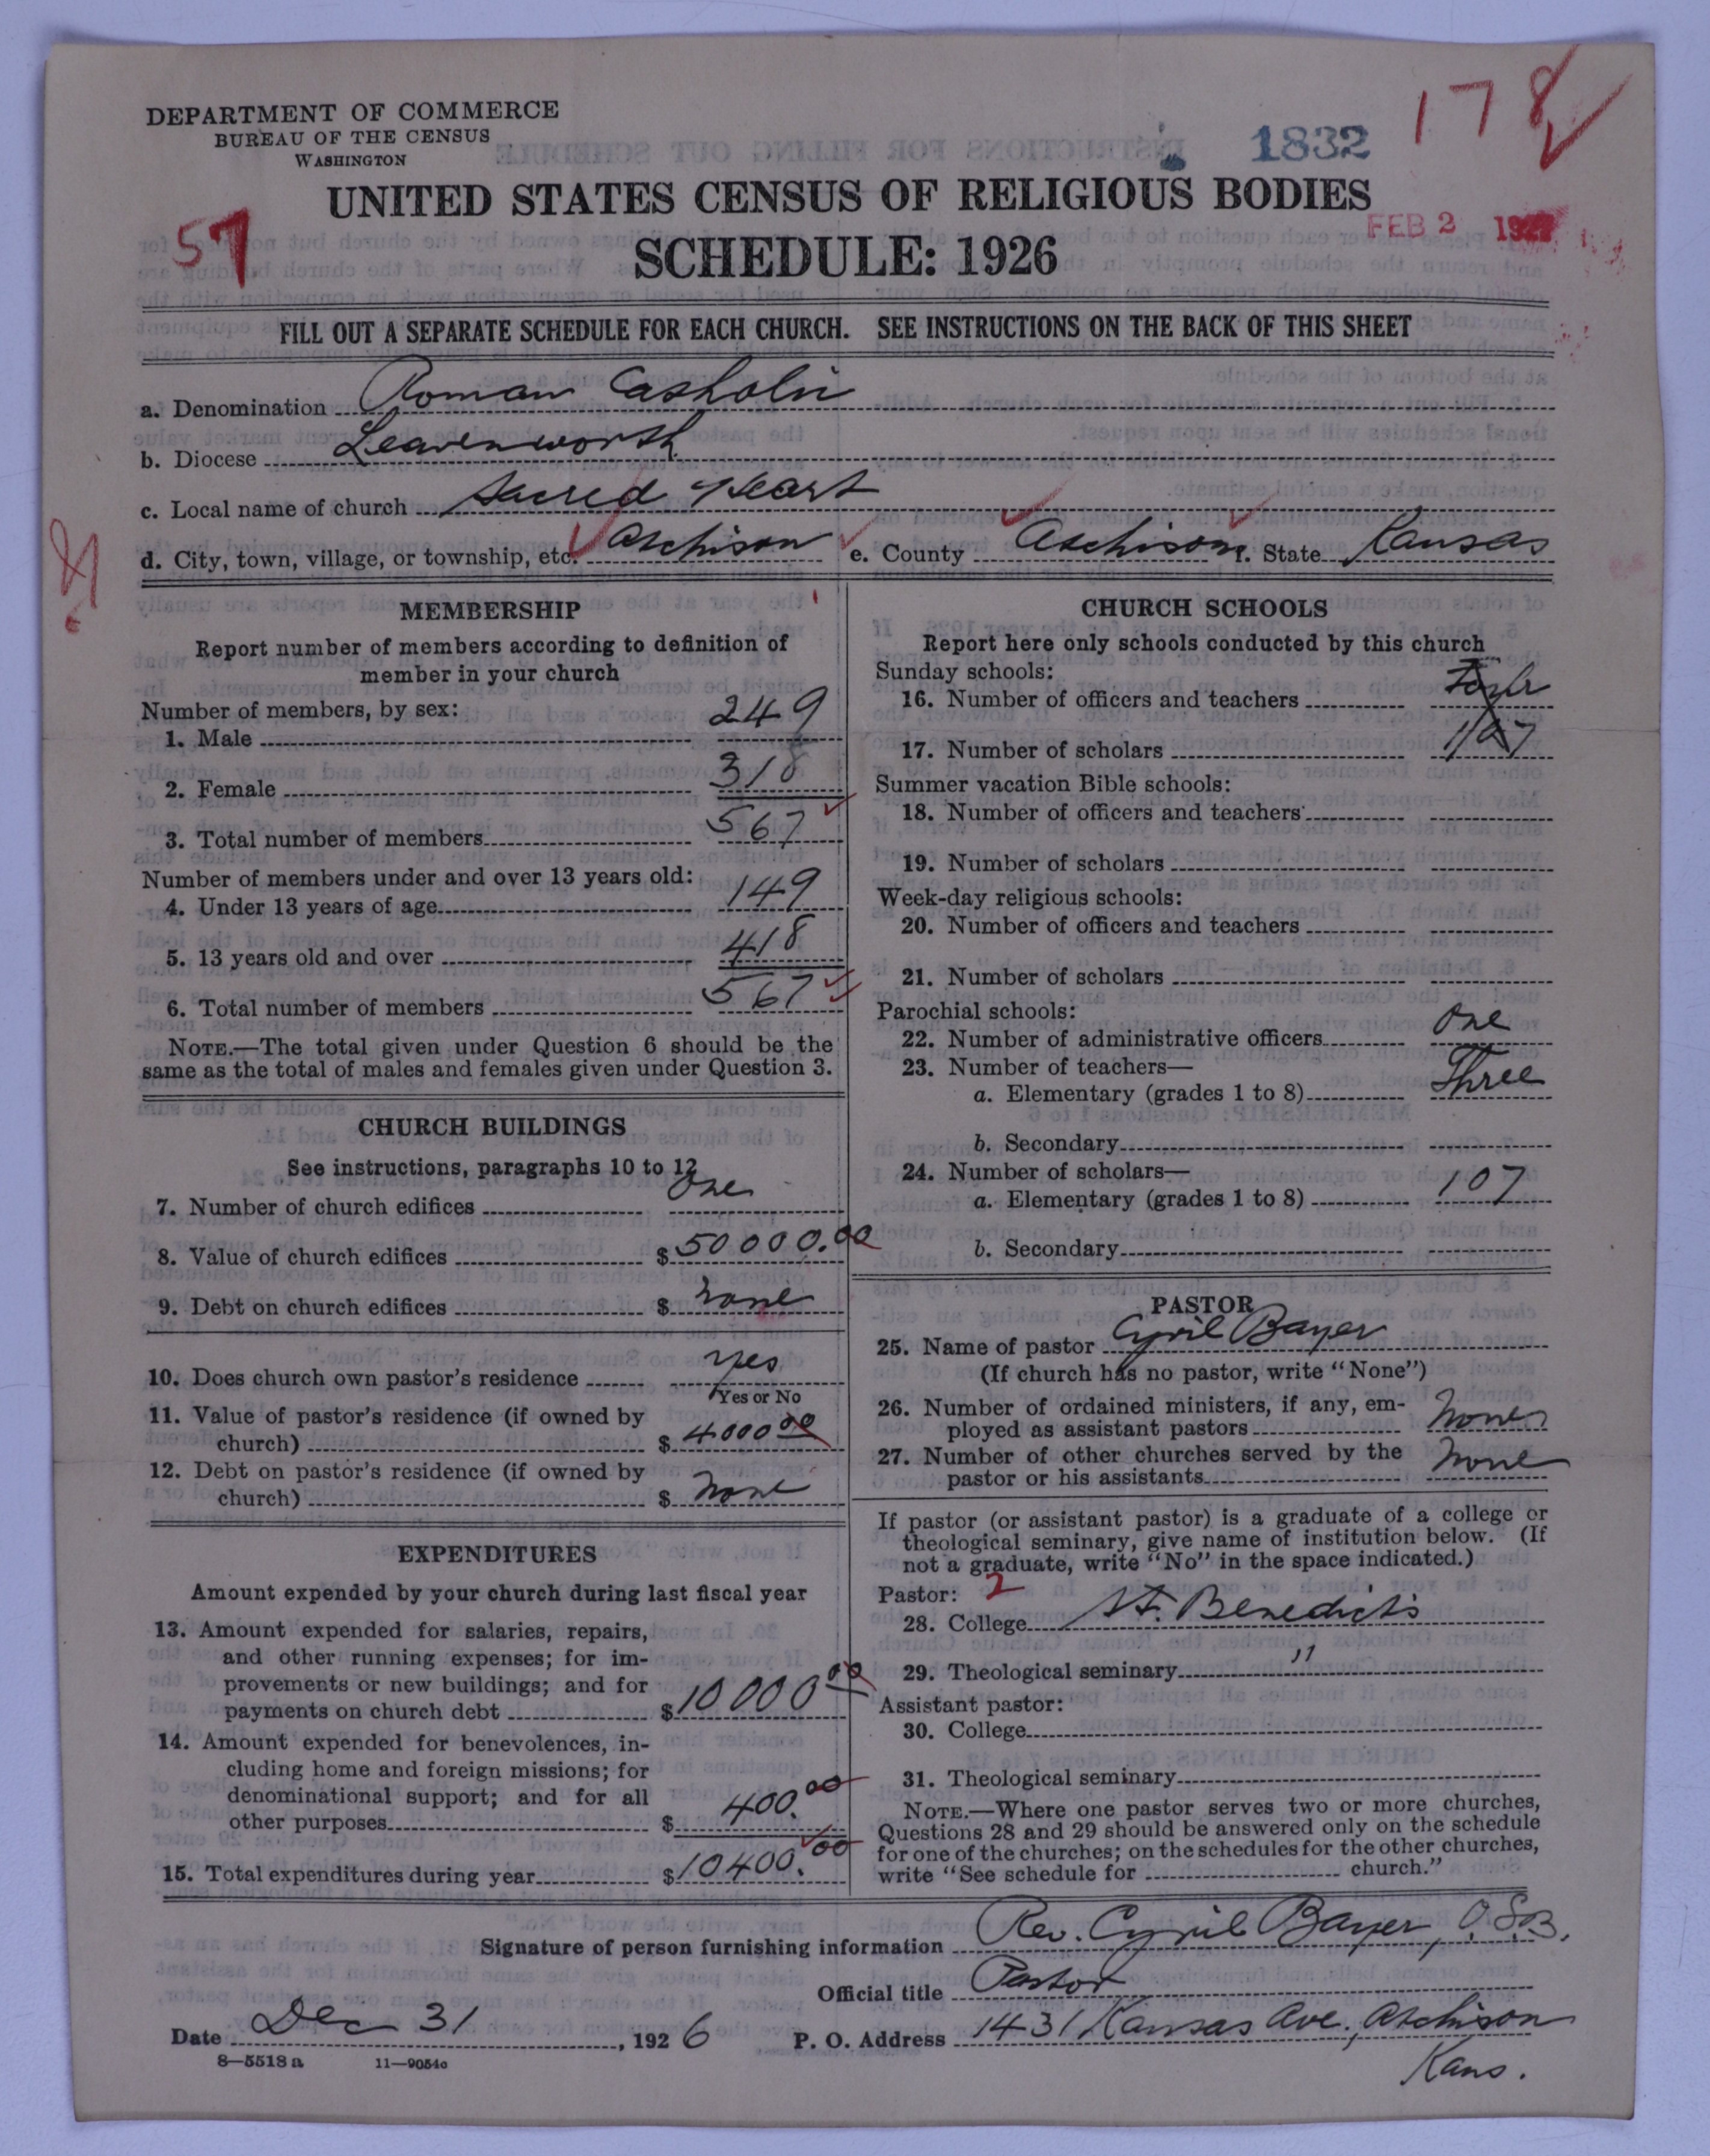 DEPARTMENT OF COMMERCE
BUREAU OF THE CENSUS
WASHINGTON
1832
178
UNITED STATES CENSUS OF RELIGIOUS BODIES
57
SCHEDULE: 1926
FEB 2 1927
FILL OUT A SEPARATE SCHEDULE FOR EACH CHURCH. SEE INSTRUCTIONS ON THE BACK OF THIS SHEET
a. Denomination Roman Catholic
b. Diocese Leavenworth
c. Local name of church Sacred Heart
d. City, town, village, or township, etc. Atchison e. County Atchison f. State Kansas
MEMBERSHIP
Report number of members according to definition of
member in your church
Number of members, by sex:
1. Male 249
2. Female 318
3. Total number of members 567
Number of members under and over 13 years old:
4. Under 13 years of age 149
5. 13 years old and over 418
6. Total number of members 567
NOTE.—The total given under Question 6 should be the
same as the total of males and females given under Question 3.
CHURCH BUILDINGS
See instructions, paragraphs 10 to 12
7. Number of church edifices One
8. Value of church edifices $ 50000.00
9. Debt on church edifices $ none
10. Does church own pastor's residence yes
Yes or No
11. Value of pastor's residence (if owned by
church) $ 4000 00
12. Debt on pastor's residence (if owned by
church) $ None
EXPENDITURES
Amount expended by your church during last fiscal year
13. Amount expended for salaries, repairs,
and other running expenses; for im-
provements or new buildings; and for
payments on church debt $ 10000 00
14. Amount expended for benevolences, in-
cluding home and foreign missions; for
denominational support; and for all
other purposes $ 400.00
15. Total expenditures during year $ 10400.00
CHURCH SCHOOLS
Report here only schools conducted by this church
Sunday schools:
16. Number of officers and teachers
17. Number of scholars 107
Summer vacation Bible schools:
18. Number of officers and teachers
19. Number of scholars
Week-day religious schools:
20. Number of officers and teachers
21. Number of scholars
Parochial schools:
22. Number of administrative officers One
23. Number of teachers—
a. Elementary (grades 1 to 8) Three
b. Secondary
24. Number of scholars—
a. Elementary (grades 1 to 8) 107
b. Secondary
PASTOR
25. Name of pastor Cyril Bayer
(If church has no pastor, write "None")
26. Number of ordained ministers, if any, em-
ployed as assistant pastors None
27. Number of other churches served by the
pastor or his assistants None
If pastor (or assistant pastor) is a graduate of a college or
theological seminary, give name of institution below. (If
not a graduate, write "No" in the space indicated.)
Pastor: 2
28. College St. Benedict's
29. Theological seminary "
Assistant pastor:
30. College
31. Theological seminary
NOTE.—Where one pastor serves two or more churches,
Questions 28 and 29 should be answered only on the schedule
for one of the churches; on the schedules for the other churches,
write "See schedule for church."
Signature of person furnishing information Rev. Cyril Bayer, O.S.B.
Official title Pastor
Date Dec 31, 1926 P. O. Address 1431 Kansas Ave., Atchison
Kans.
8—5518a 11—9054c